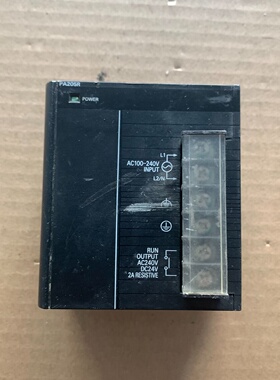 PA205R
POWER
L1
AC100-240V
INPUT
L2/N
RUN
OUTPUT
AC240V
DC24V
2A RESISTIVE